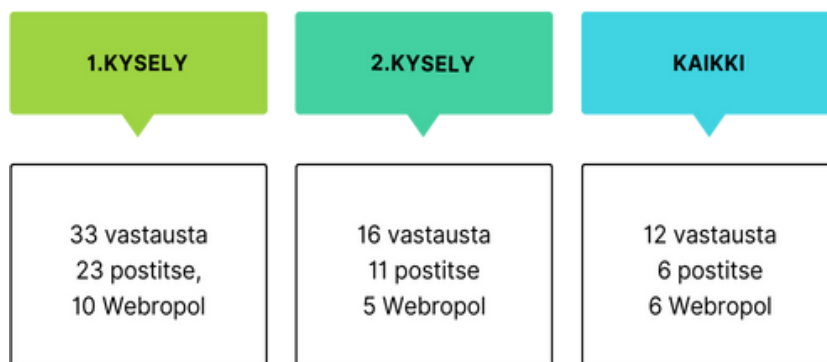 1.KYSELY
33 vastausta
23 postitse,
10 Webropol
2.KYSELY
16 vastausta
11 postitse
5 Webropol
KAIKKI
12 vastausta
6 postitse
6 Webropol